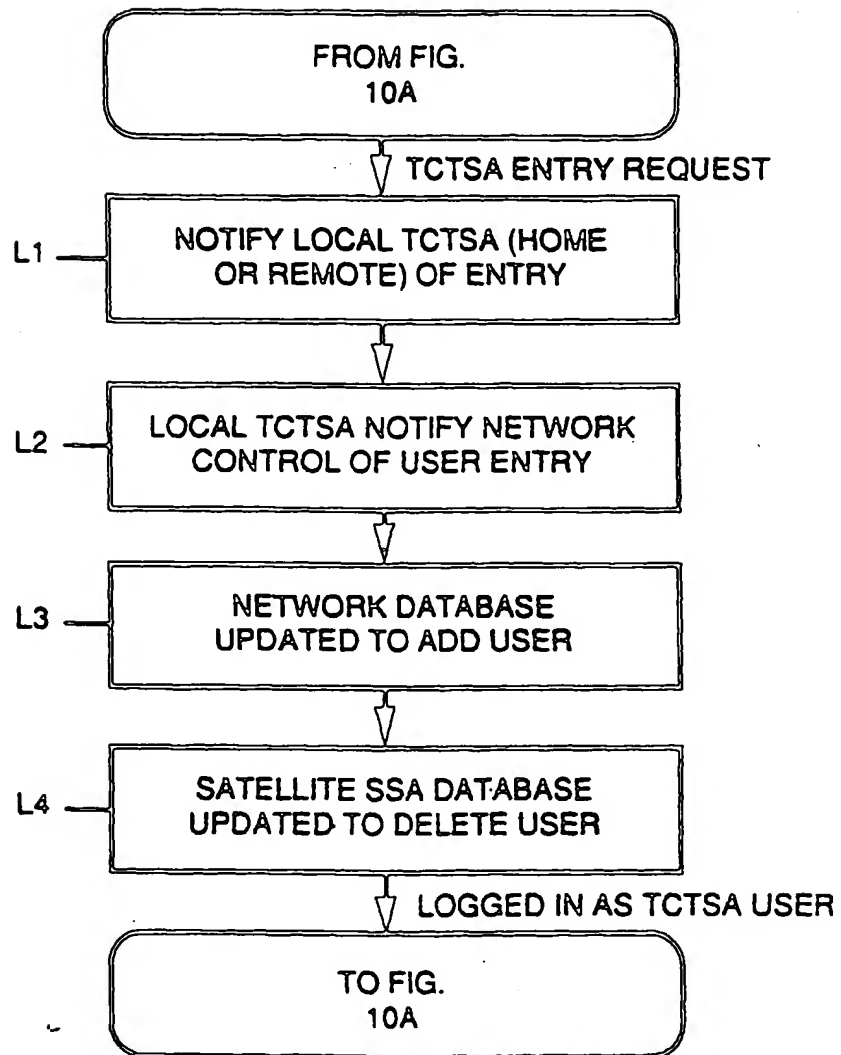 FROM FIG.
10A
TCTSA ENTRY REQUEST
L1
NOTIFY LOCAL TCTSA (HOME
OR REMOTE) OF ENTRY
L2
LOCAL TCTSA NOTIFY NETWORK
CONTROL OF USER ENTRY
L3
NETWORK DATABASE
UPDATED TO ADD USER
L4
SATELLITE SSA DATABASE
UPDATED TO DELETE USER
LOGGED IN AS TCTSA USER
TO FIG.
10A